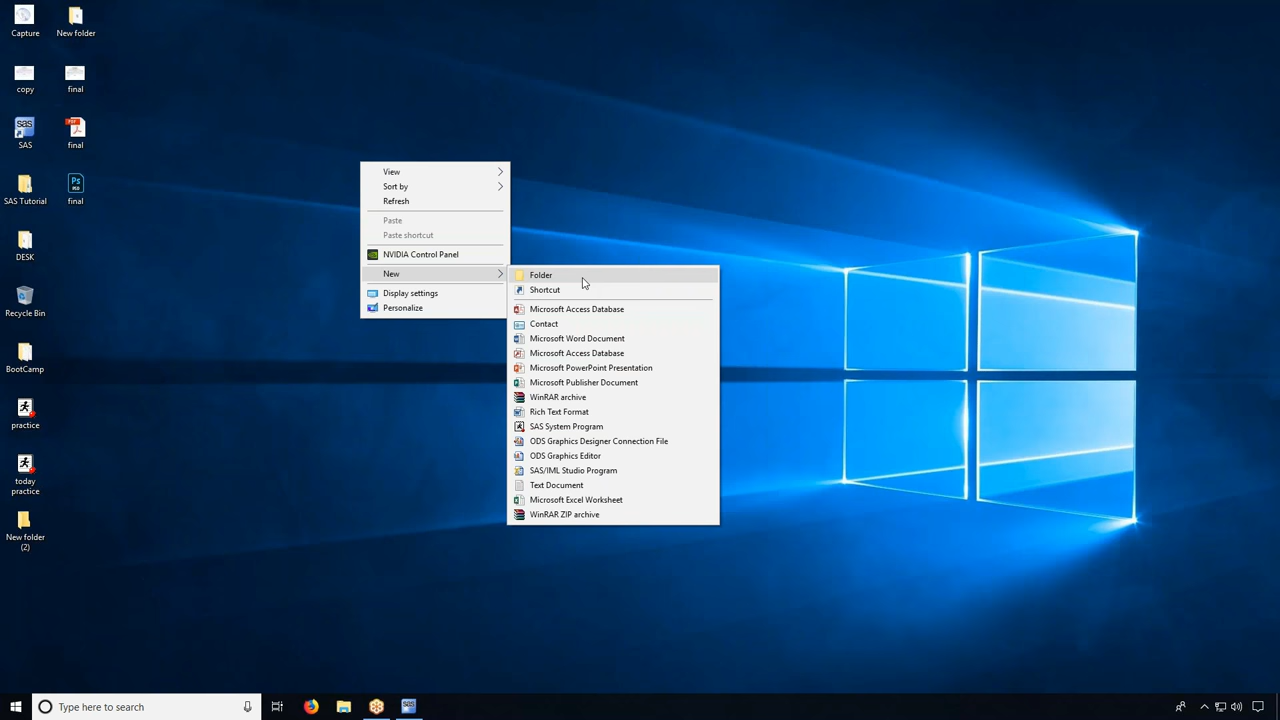 Capture
New folder
copy
final
SAS
final
SAS Tutorial
final
DESK
Recycle Bin
BootCamp
practice
today
practice
New folder
(2)
View
Sort by
Refresh
Paste
Paste shortcut
NVIDIA Control Panel
New
Display settings
Personalize
Folder
Shortcut
Microsoft Access Database
Contact
Microsoft Word Document
Microsoft Access Database
Microsoft PowerPoint Presentation
Microsoft Publisher Document
WinRAR archive
Rich Text Format
SAS System Program
ODS Graphics Designer Connection File
ODS Graphics Editor
SAS/IML Studio Program
Text Document
Microsoft Excel Worksheet
WinRAR ZIP archive
Type here to search